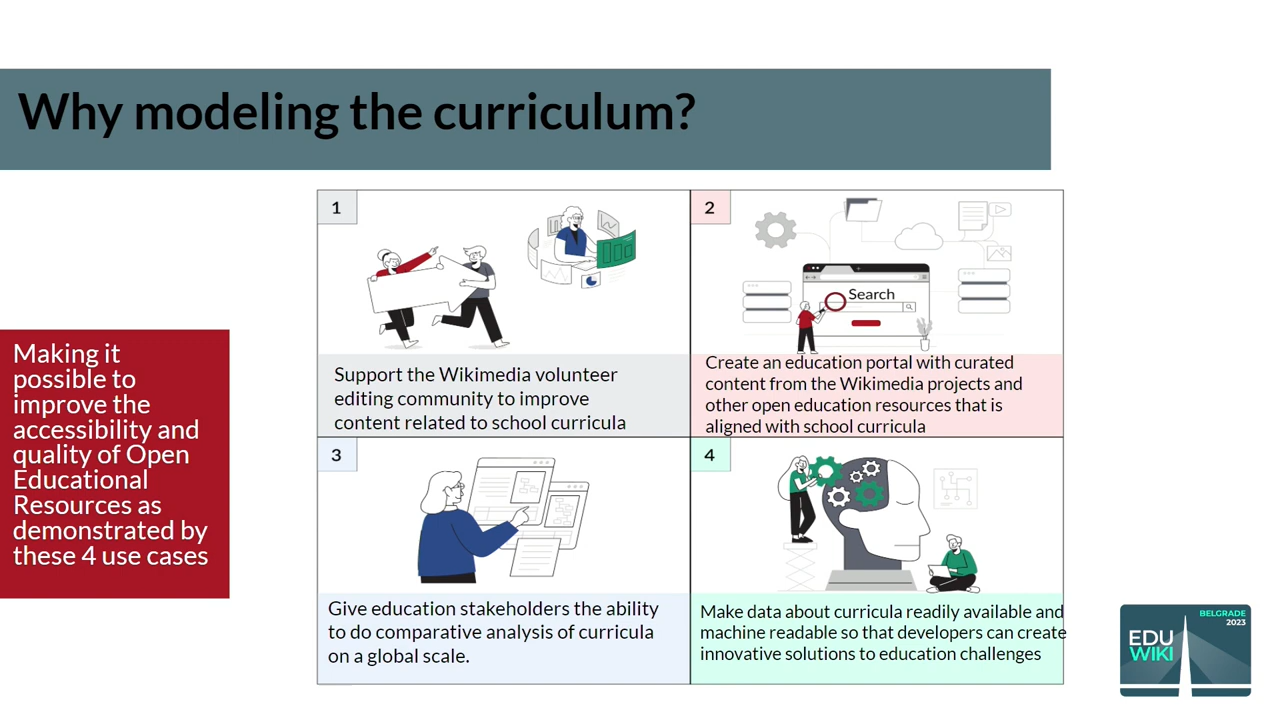 Why modeling the curriculum?
Making it
possible to
improve the
accessibility and
quality of Open
Educational
Resources as
demonstrated by
these 4 use cases
1
Support the Wikimedia volunteer
editing community to improve
content related to school curricula
2
Search
Create an education portal with curated
content from the Wikimedia projects and
other open education resources that is
aligned with school curricula
3
Give education stakeholders the ability
to do comparative analysis of curricula
on a global scale.
4
Make data about curricula readily available and
machine readable so that developers can create
innovative solutions to education challenges
BELGRADE
2023
EDU
WIKI